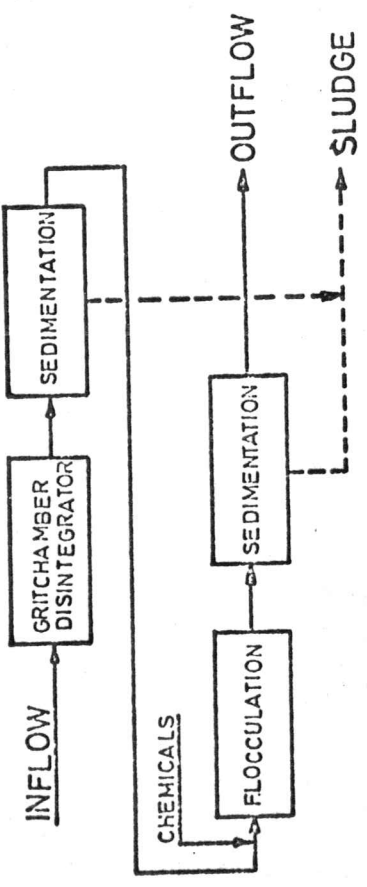 INFLOW
GRITCHAMBER
DISINTEGRATOR
SEDIMENTATION
CHEMICALS
FLOCCULATION
SEDIMENTATION
OUTFLOW
SLUDGE